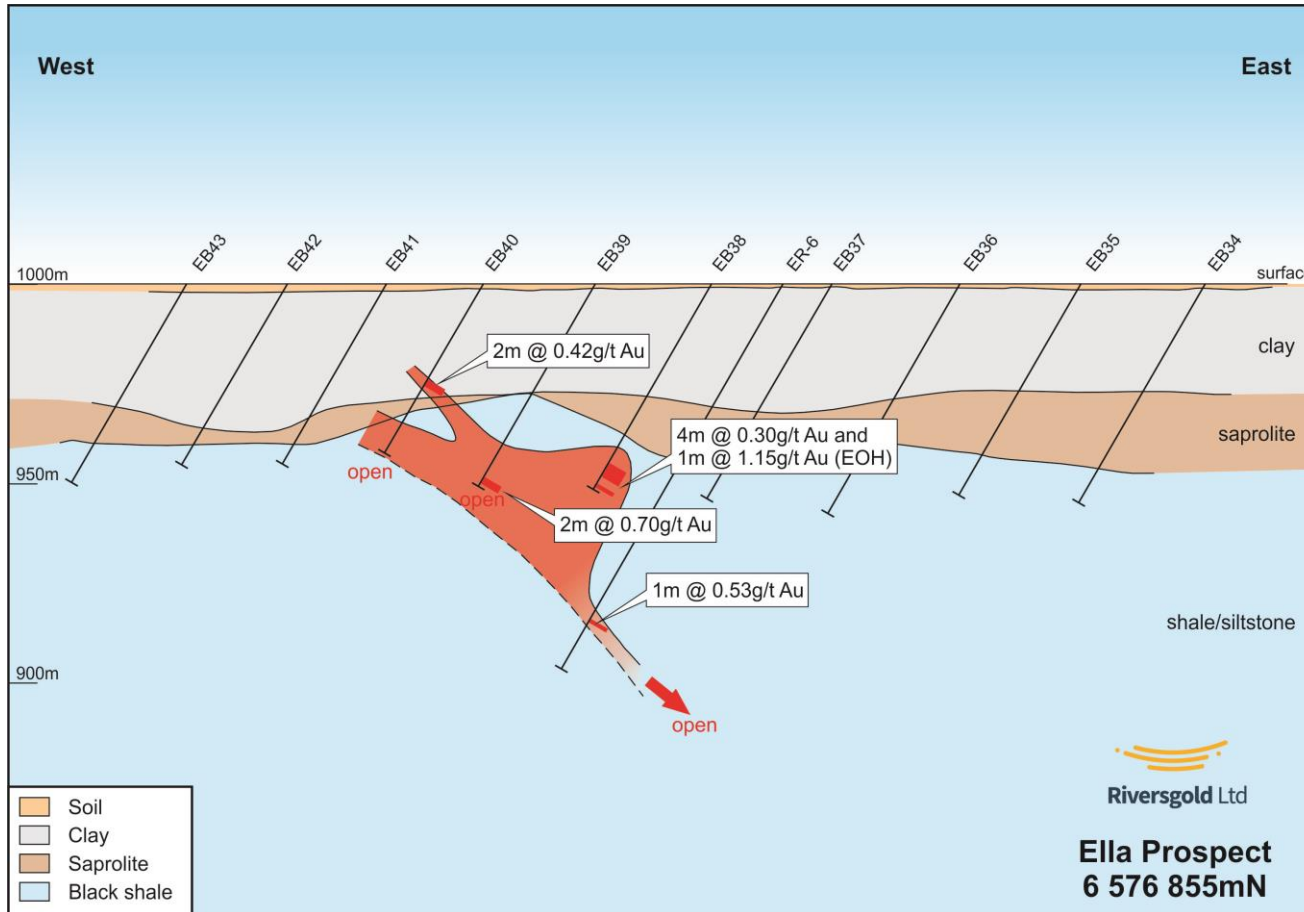 West
East
EB43
EB42
EB41
EB40
EB39
EB38
ER-6
EB37
EB36
EB35
EB34
1000m
surface
clay
2m @ 0.42g/t Au
saprolite
4m @ 0.30g/t Au and
1m @ 1.15g/t Au (EOH)
open
950m
open
2m @ 0.70g/t Au
1m @ 0.53g/t Au
shale/siltstone
900m
open
Riversgold Ltd
Soil
Clay
Saprolite
Black shale
Ella Prospect
6 576 855mN